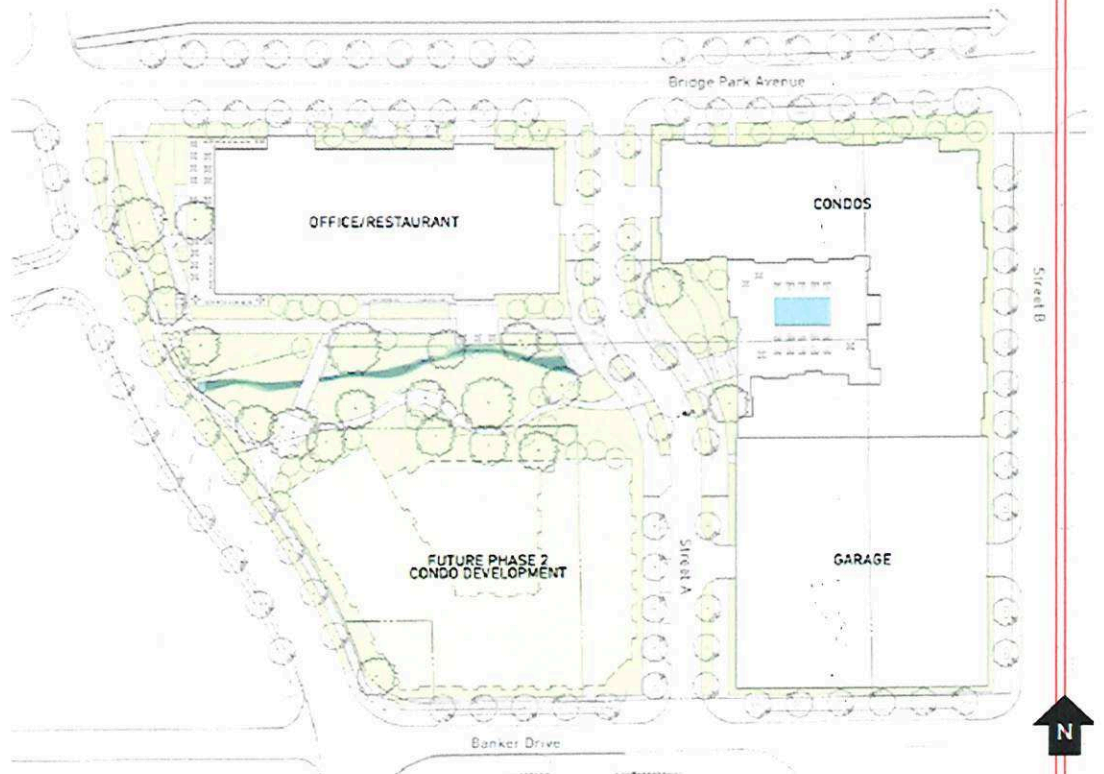 Bridge Park Avenue
OFFICE/RESTAURANT
CONDOS
Street B
FUTURE PHASE 2
CONDO DEVELOPMENT
Street A
GARAGE
N
Banker Drive